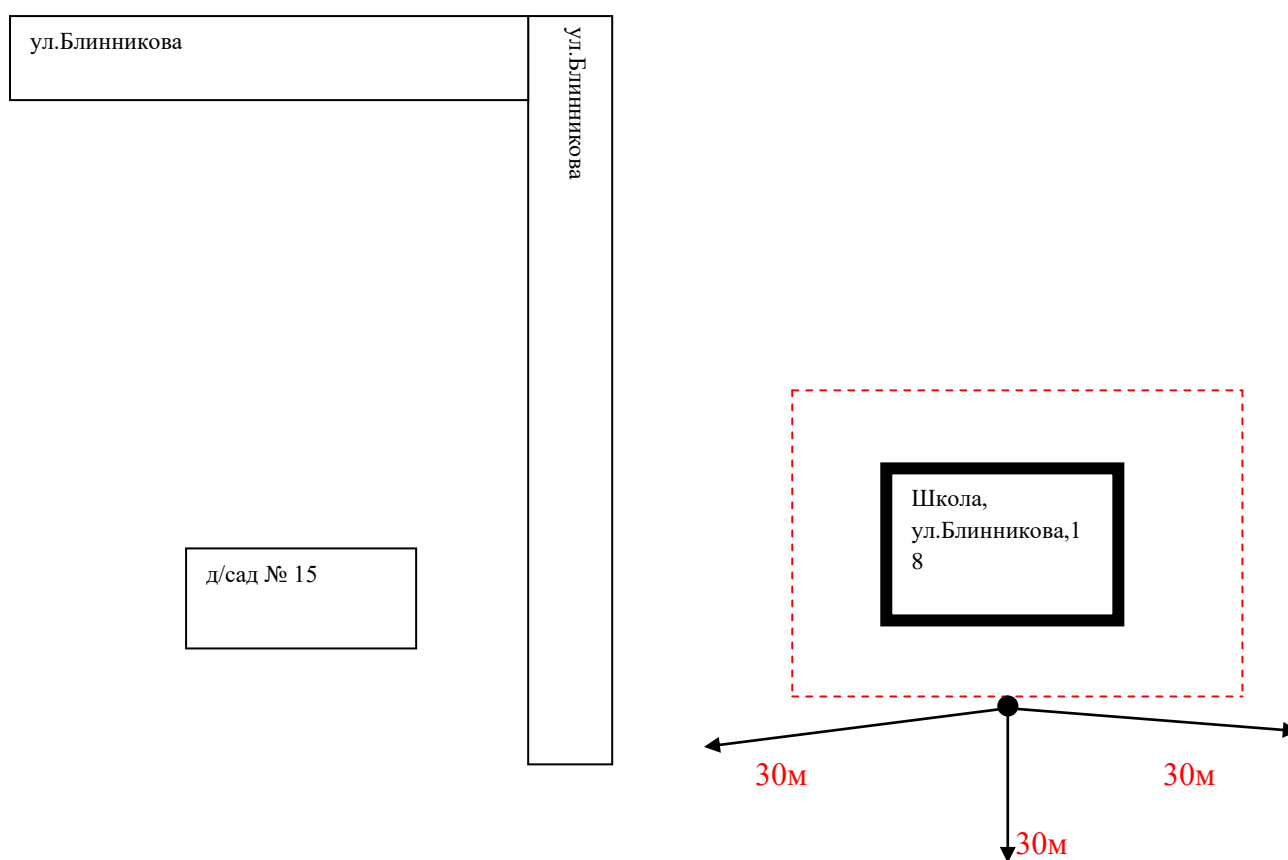 ул.Блинникова
ул.Блинникова
Школа,
ул.Блинникова,1
8
д/сад № 15
30м
30м
30м